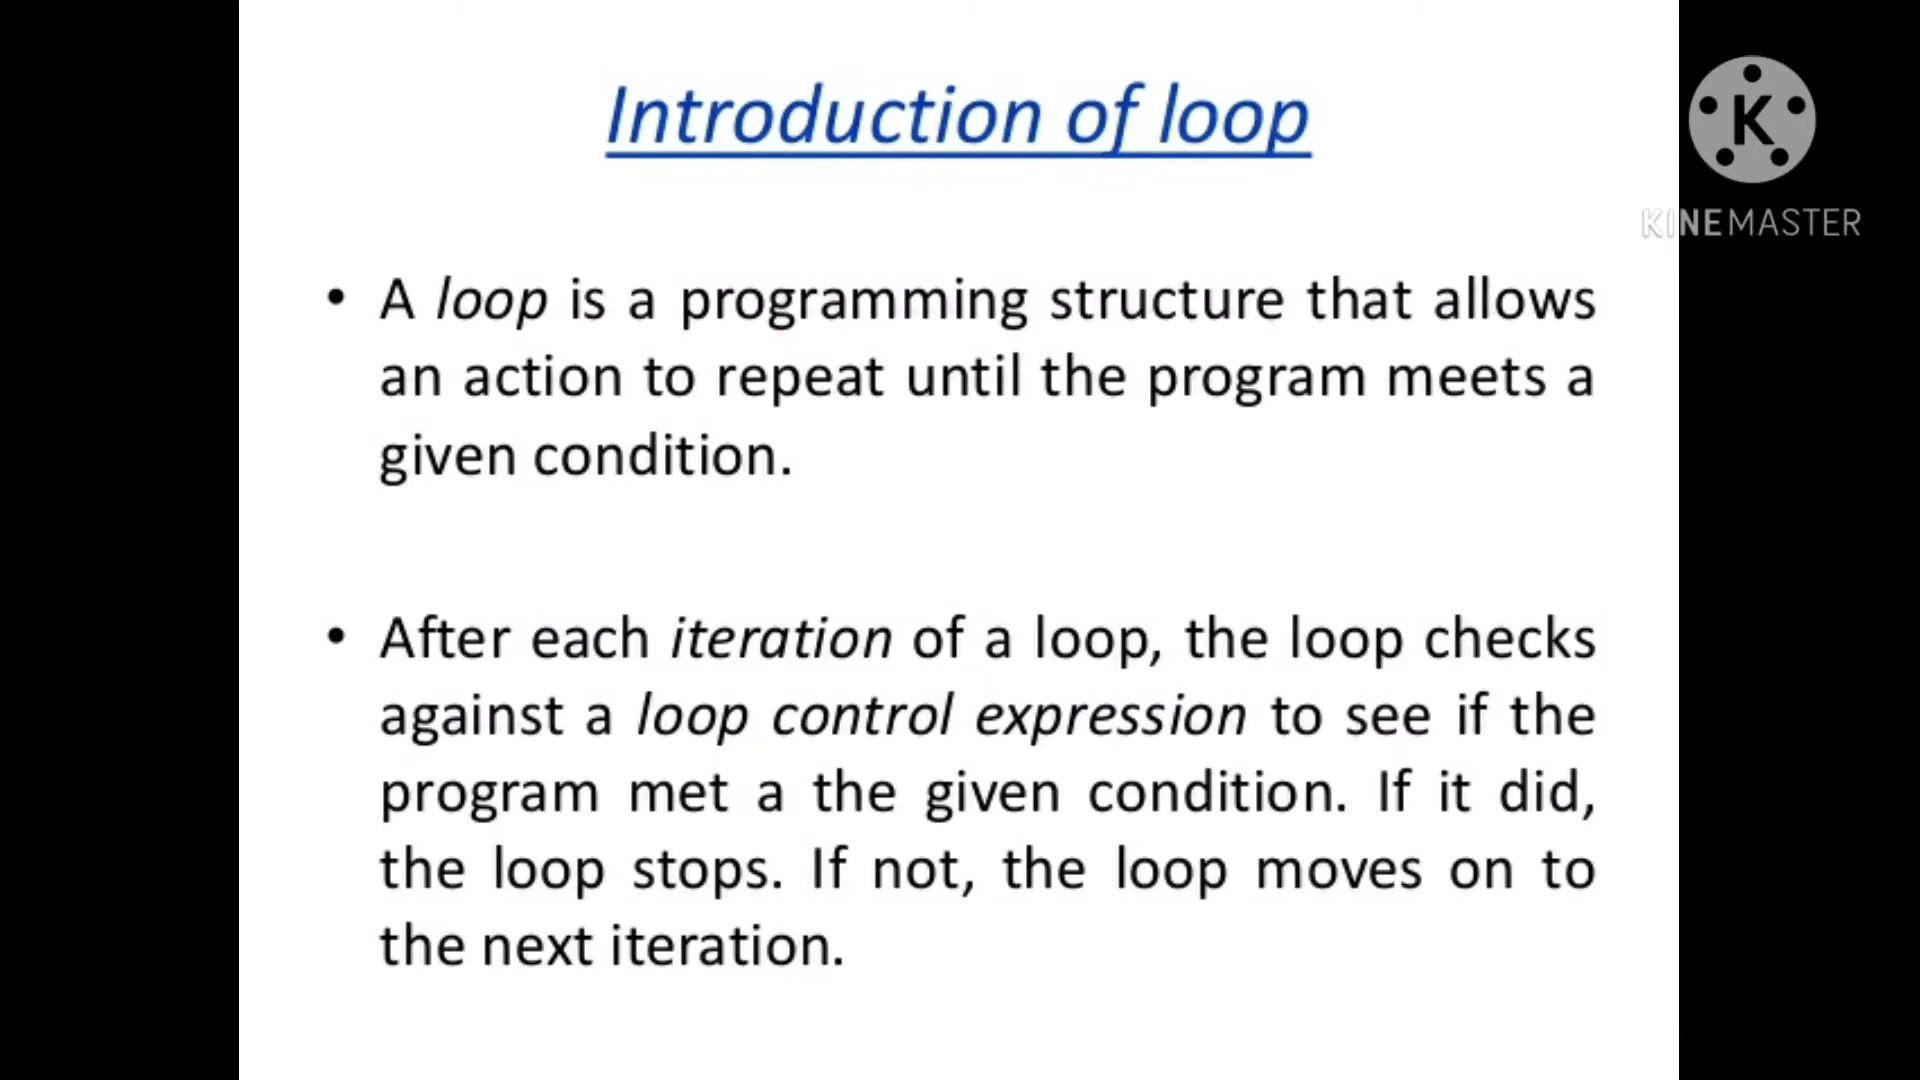 Introduction of loop
K
KINEMASTER
• A loop is a programming structure that allows
an action to repeat until the program meets a
given condition.
• After each iteration of a loop, the loop checks
against a loop control expression to see if the
program met a the given condition. If it did,
the loop stops. If not, the loop moves on to
the next iteration.